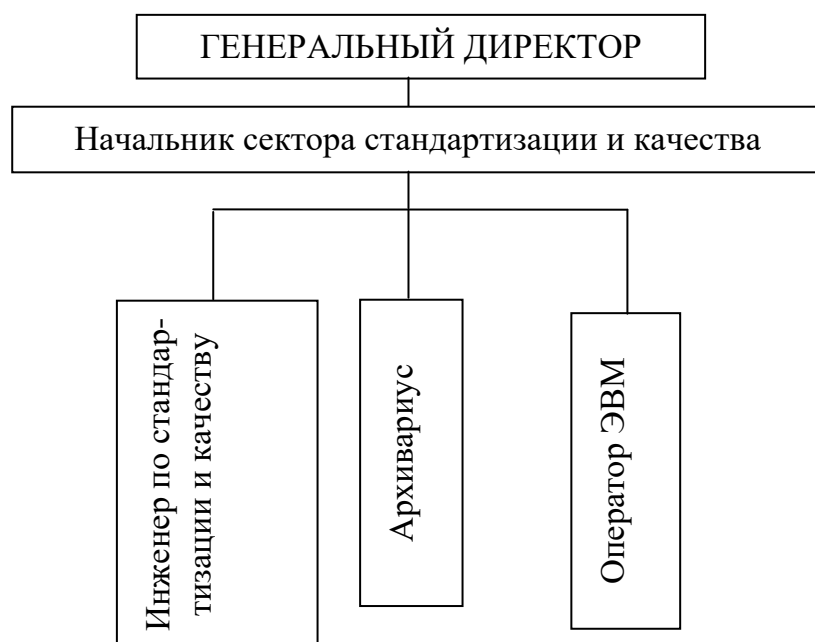 ГЕНЕРАЛЬНЫЙ ДИРЕКТОР
Начальник сектора стандартизации и качества
Инженер по стандар-
тизации и качеству
Архивариус
Оператор ЭВМ